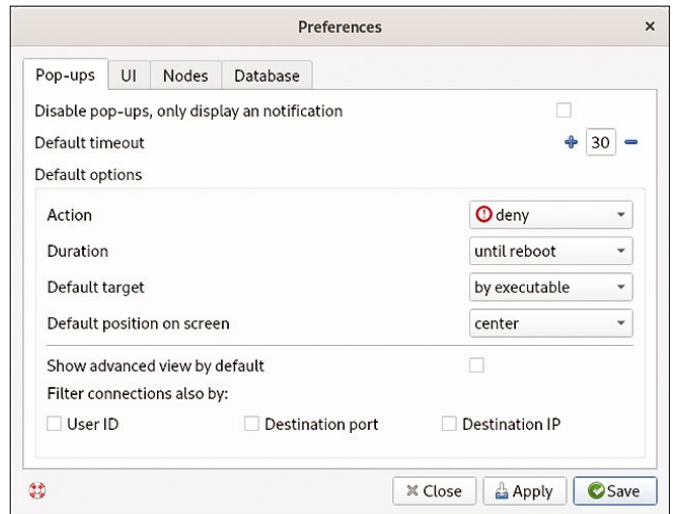 Preferences
Pop-ups UI Nodes Database
Disable pop-ups, only display an notification
Default timeout 30
Default options
Action deny
Duration until reboot
Default target by executable
Default position on screen center
Show advanced view by default
Filter connections also by:
User ID Destination port Destination IP
Close Apply Save